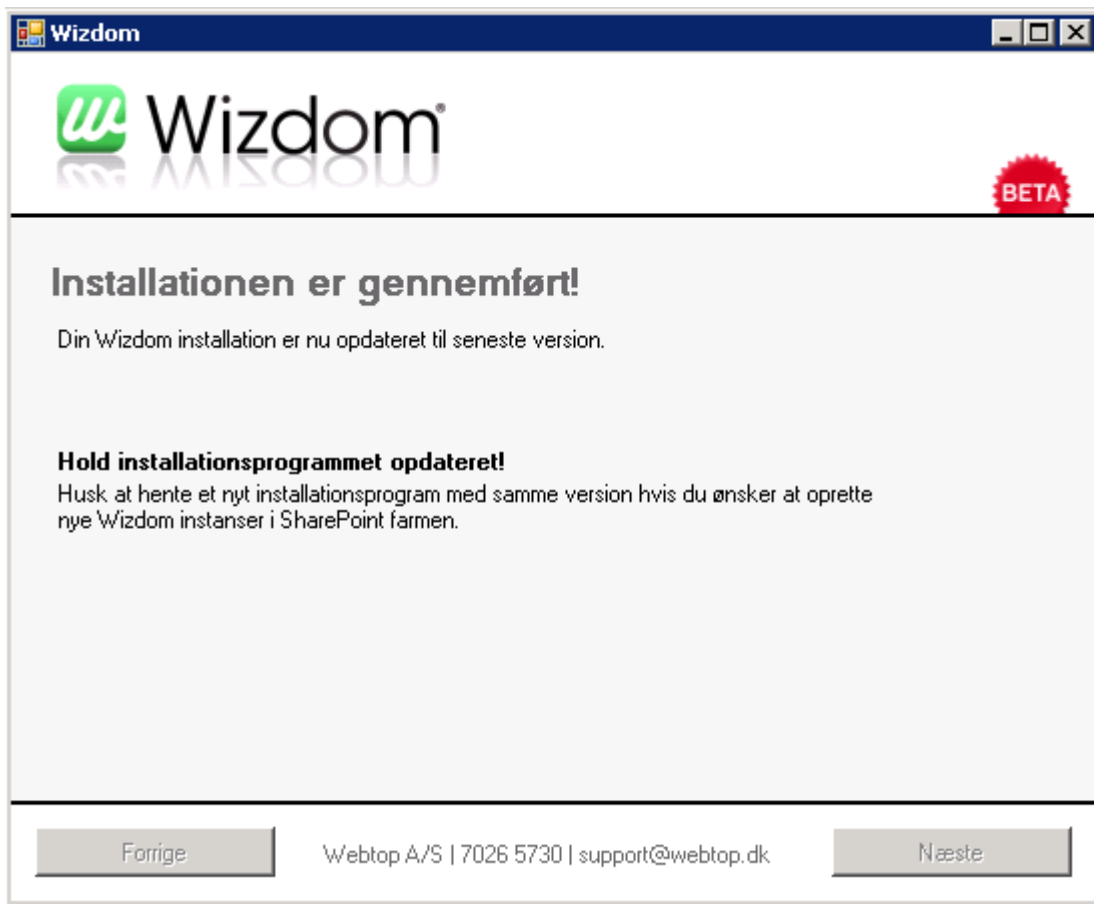 Wizdom
Wizdom®
BETA
Installationen er gennemført!
Din Wizdom installation er nu opdateret til seneste version.
Hold installationsprogrammet opdateret!
Husk at hente et nyt installationsprogram med samme version hvis du ønsker at oprette
nye Wizdom instanser i SharePoint farmen.
Forrige
Webtop A/S | 7026 5730 | support@webtop.dk
Næste